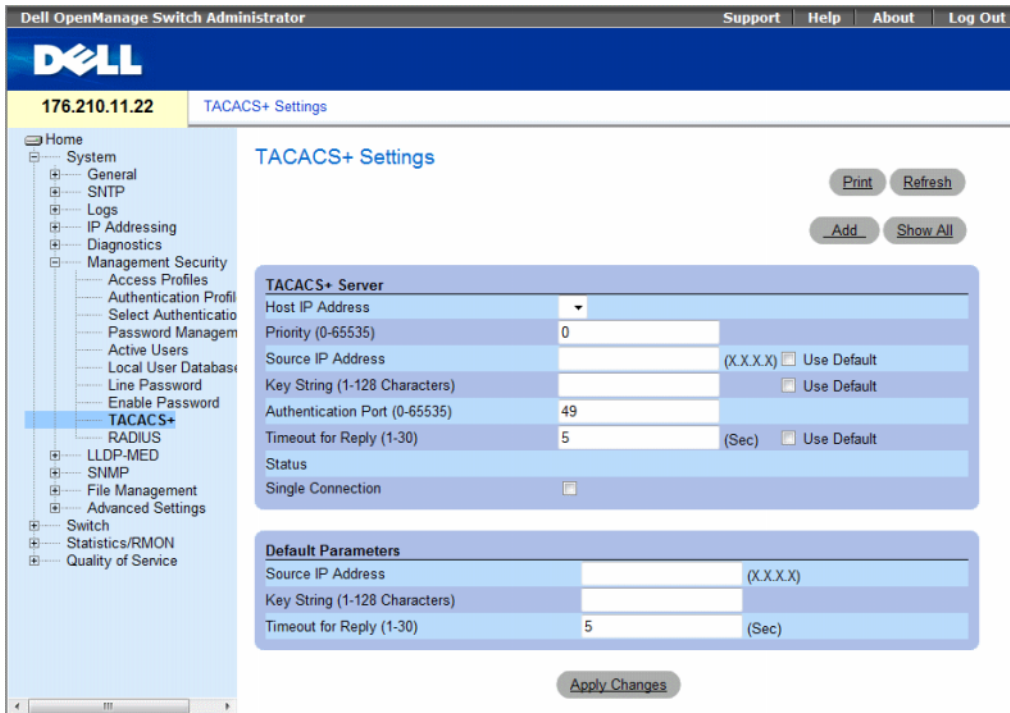 Dell OpenManage Switch Administrator
Support Help About Log Out
DELL
176.210.11.22
TACACS+ Settings
Home
System
General
SNTP
Logs
IP Addressing
Diagnostics
Management Security
Access Profiles
Authentication Profil
Select Authenticatio
Password Managem
Active Users
Local User Database
Line Password
Enable Password
TACACS+
RADIUS
LLDP-MED
SNMP
File Management
Advanced Settings
Switch
Statistics/RMON
Quality of Service
TACACS+ Settings
Print Refresh
Add Show All
TACACS+ Server
Host IP Address
Priority (0-65535) 0
Source IP Address (X.X.X.X) Use Default
Key String (1-128 Characters) Use Default
Authentication Port (0-65535) 49
Timeout for Reply (1-30) 5 (Sec) Use Default
Status
Single Connection
Default Parameters
Source IP Address (X.X.X.X)
Key String (1-128 Characters)
Timeout for Reply (1-30) 5 (Sec)
Apply Changes